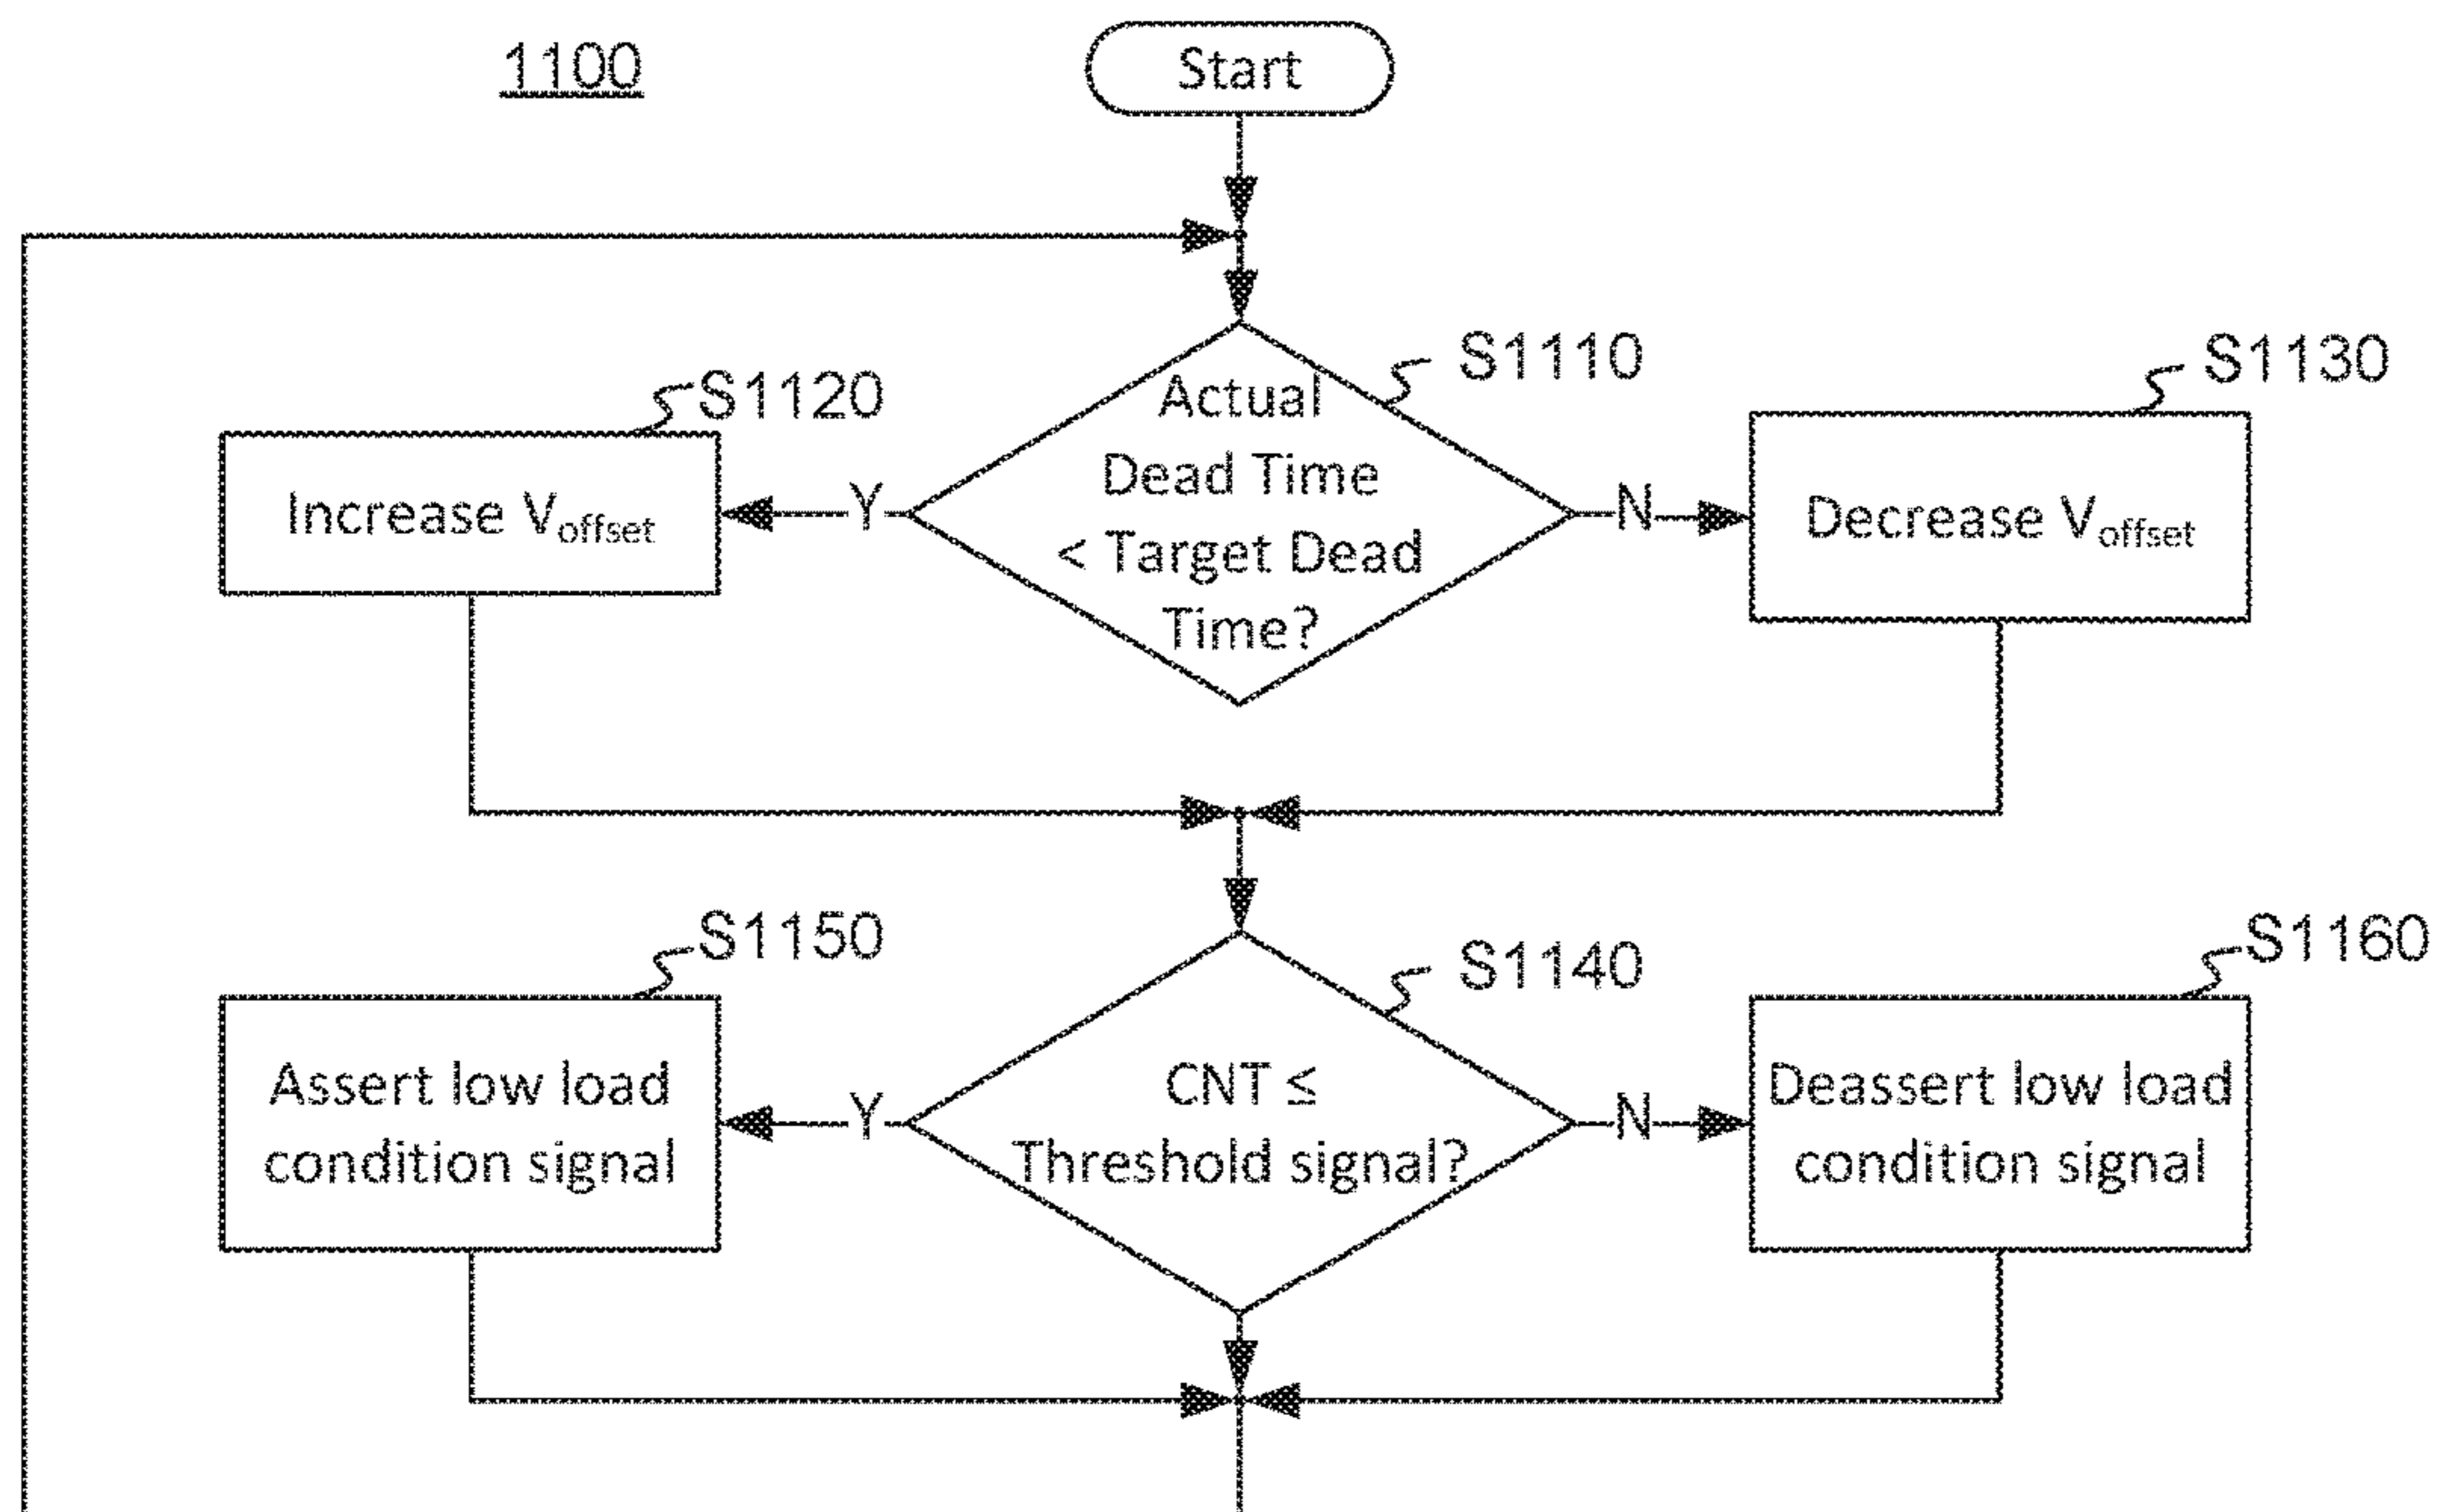 1100
Start
S1110
S1120
S1130
Actual
Dead Time
< Target Dead
Time?
Y
N
Increase Voffset
Decrease Voffset
S1150
S1140
S1160
CNT ≤
Threshold signal?
Y
N
Assert low load
condition signal
Deassert low load
condition signal